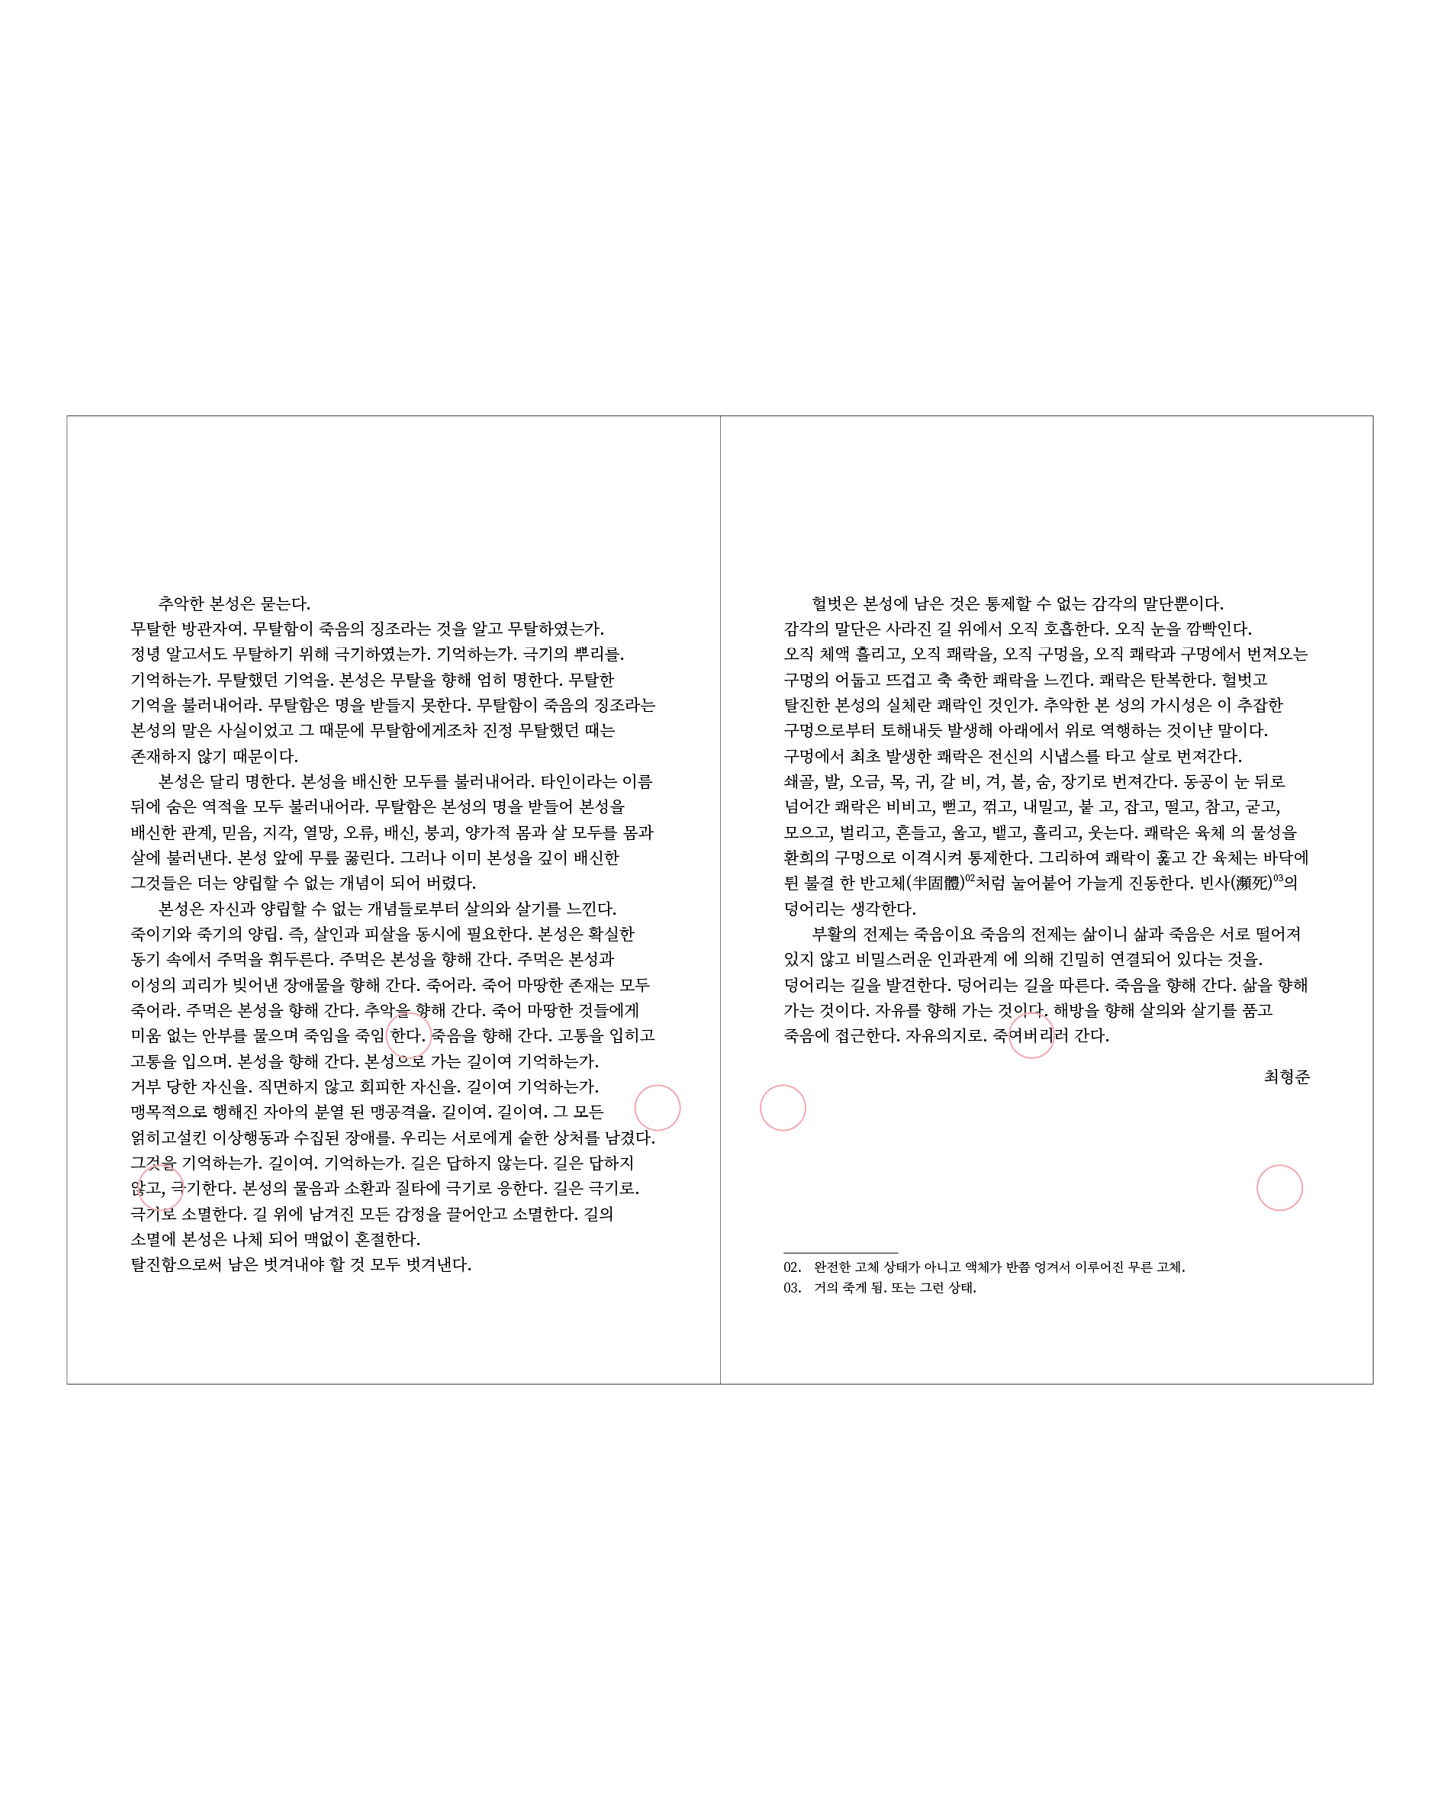 추악한 본성은 묻는다.
무탈한 방관자여. 무탈함이 죽음의 징조라는 것을 알고 무탈하였는가.
정녕 알고서도 무탈하기 위해 극기하였는가. 기억하는가. 극기의 뿌리를.
기억하는가. 무탈했던 기억을. 본성은 무탈을 향해 엄히 명한다. 무탈한
기억을 불러내어라. 무탈함은 명을 받들지 못한다. 무탈함이 죽음의 징조라는
본성의 말은 사실이었고 그 때문에 무탈함에게조차 진정 무탈했던 때는
존재하지 않기 때문이다.
본성은 달리 명한다. 본성을 배신한 모두를 불러내어라. 타인이라는 이름
뒤에 숨은 역적을 모두 불러내어라. 무탈함은 본성의 명을 받들어 본성을
배신한 관계, 믿음, 지각, 열망, 오류, 배신, 붕괴, 양가적 몸과 살 모두를 몸과
살에 불러낸다. 본성 앞에 무릎 꿇린다. 그러나 이미 본성을 깊이 배신한
그것들은 더는 양립할 수 없는 개념이 되어 버렸다.
본성은 자신과 양립할 수 없는 개념들로부터 살의와 살기를 느낀다.
죽이기와 죽기의 양립. 즉, 살인과 피살을 동시에 필요한다. 본성은 확실한
동기 속에서 주먹을 휘두른다. 주먹은 본성을 향해 간다. 주먹은 본성과
이성의 괴리가 빚어낸 장애물을 향해 간다. 죽어라. 죽어 마땅한 존재는 모두
죽어라. 주먹은 본성을 향해 간다. 추악을 향해 간다. 죽어 마땅한 것들에게
미움 없는 안부를 물으며 죽임을 죽임 한다. 죽음을 향해 간다. 고통을 입히고
고통을 입으며. 본성을 향해 간다. 본성으로 가는 길이여 기억하는가.
거부 당한 자신을. 직면하지 않고 회피한 자신을. 길이여 기억하는가.
맹목적으로 행해진 자아의 분열 된 맹공격을. 길이여. 길이여. 그 모든
얽히고설킨 이상행동과 수집된 장애를. 우리는 서로에게 숱한 상처를 남겼다.
그것을 기억하는가. 길이여. 기억하는가. 길은 답하지 않는다. 길은 답하지
않고, 극기한다. 본성의 물음과 소환과 질타에 극기로 응한다. 길은 극기로.
극기로 소멸한다. 길 위에 남겨진 모든 감정을 끌어안고 소멸한다. 길의
소멸에 본성은 나체 되어 맥없이 혼절한다.
탈진함으로써 남은 벗겨내야 할 것 모두 벗겨낸다.
헐벗은 본성에 남은 것은 통제할 수 없는 감각의 말단뿐이다.
감각의 말단은 사라진 길 위에서 오직 호흡한다. 오직 눈을 깜빡인다.
오직 체액 흘리고, 오직 쾌락을, 오직 구멍을, 오직 쾌락과 구멍에서 번져오는
구멍의 어둡고 뜨겁고 축 축한 쾌락을 느낀다. 쾌락은 탄복한다. 헐벗고
탈진한 본성의 실체란 쾌락인 것인가. 추악한 본 성의 가시성은 이 추잡한
구멍으로부터 토해내듯 발생해 아래에서 위로 역행하는 것이냔 말이다.
구멍에서 최초 발생한 쾌락은 전신의 시냅스를 타고 살로 번져간다.
쇄골, 발, 오금, 목, 귀, 갈 비, 겨, 볼, 숨, 장기로 번져간다. 동공이 눈 뒤로
넘어간 쾌락은 비비고, 뻗고, 꺾고, 내밀고, 붙 고, 잡고, 떨고, 참고, 굳고,
모으고, 벌리고, 흔들고, 울고, 뱉고, 흘리고, 웃는다. 쾌락은 육체 의 물성을
환희의 구멍으로 이격시켜 통제한다. 그리하여 쾌락이 훑고 간 육체는 바닥에
튄 불결 한 반고체(半固體)02처럼 눌어붙어 가늘게 진동한다. 빈사(瀕死)03의
덩어리는 생각한다.
부활의 전제는 죽음이요 죽음의 전제는 삶이니 삶과 죽음은 서로 떨어져
있지 않고 비밀스러운 인과관계 에 의해 긴밀히 연결되어 있다는 것을.
덩어리는 길을 발견한다. 덩어리는 길을 따른다. 죽음을 향해 간다. 삶을 향해
가는 것이다. 자유를 향해 가는 것이다. 해방을 향해 살의와 살기를 품고
죽음에 접근한다. 자유의지로. 죽여버리러 간다.
최형준
02. 완전한 고체 상태가 아니고 액체가 반쯤 엉겨서 이루어진 무른 고체.
03. 거의 죽게 됨. 또는 그런 상태.